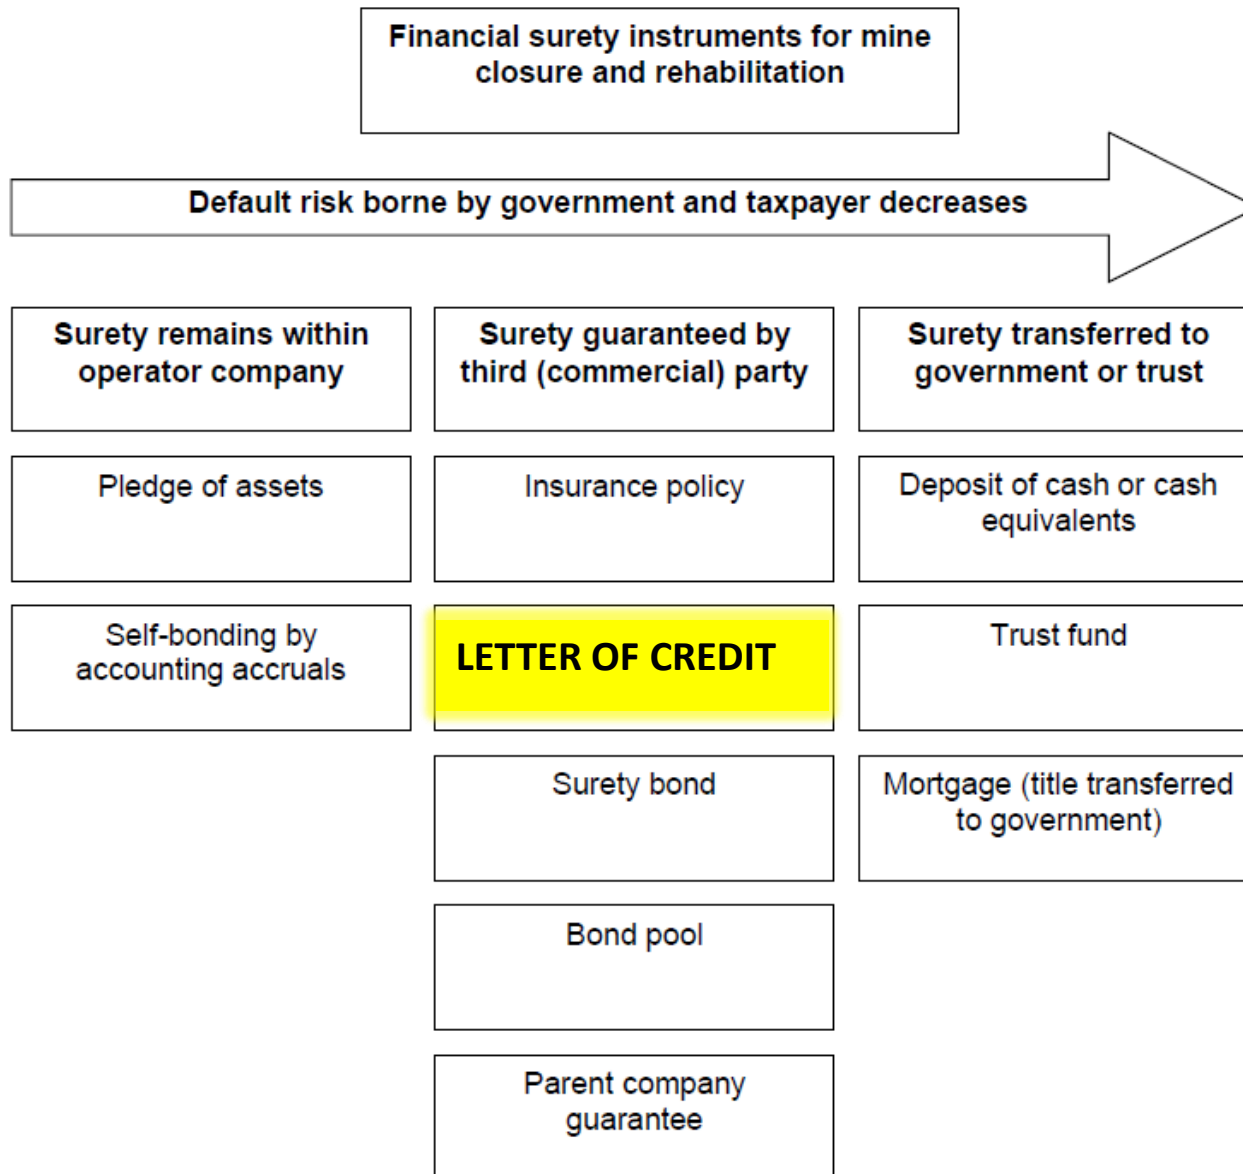 Financial surety instruments for mine
closure and rehabilitation
Default risk borne by government and taxpayer decreases
Surety remains within
operator company
Surety guaranteed by
third (commercial) party
Surety transferred to
government or trust
Pledge of assets
Insurance policy
Deposit of cash or cash
equivalents
Self-bonding by
accounting accruals
LETTER OF CREDIT
Trust fund
Surety bond
Mortgage (title transferred
to government)
Bond pool
Parent company
guarantee